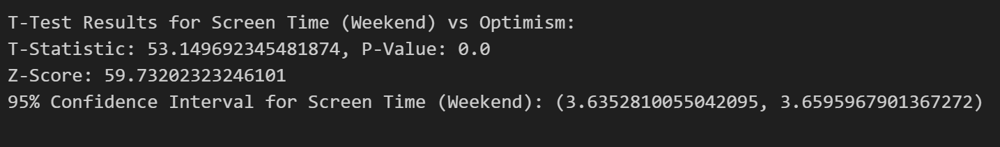 T-Test Results for Screen Time (Weekend) vs Optimism:
T-Statistic: 53.149692345481874, P-Value: 0.0
Z-Score: 59.73202323246101
95% Confidence Interval for Screen Time (Weekend): (3.6352810055042095, 3.6595967901367272)